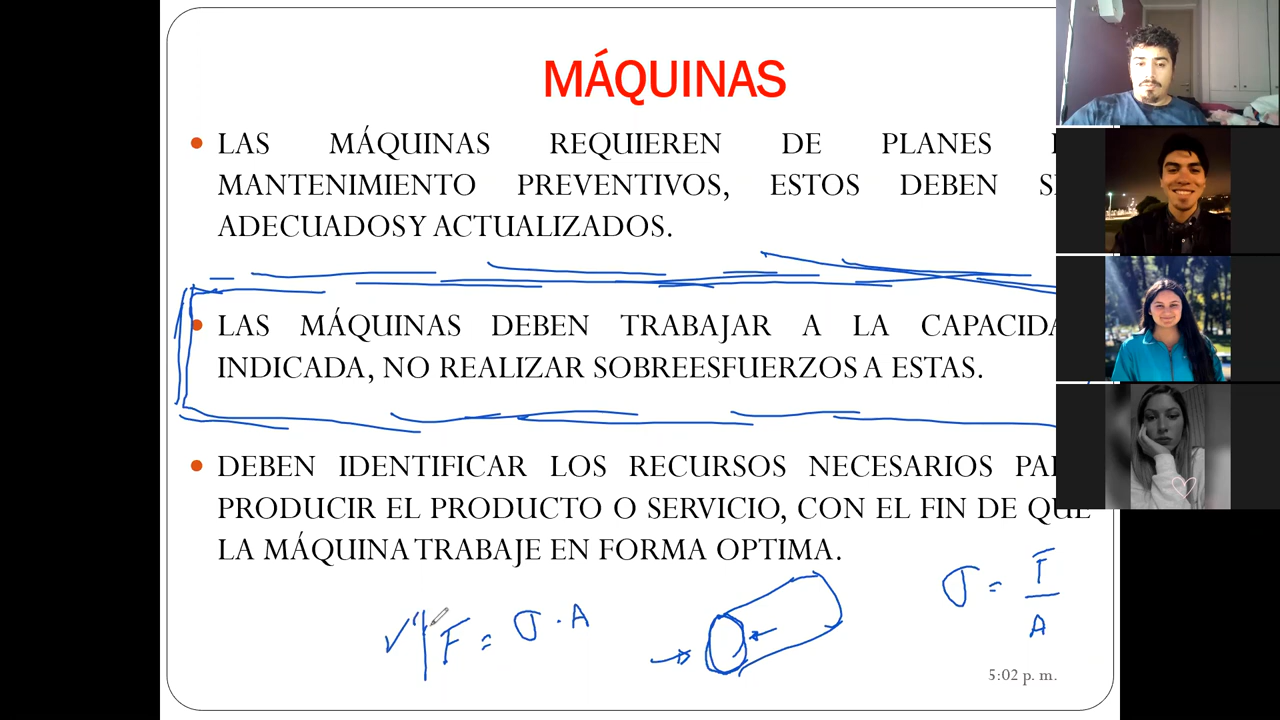 MÁQUINAS
• LAS MÁQUINAS REQUIEREN DE PLANES
MANTENIMIENTO PREVENTIVOS, ESTOS DEBEN
ADECUADOS Y ACTUALIZADOS.
• LAS MÁQUINAS DEBEN TRABAJAR A LA CAPACIDA
INDICADA, NO REALIZAR SOBREESFUERZOS A ESTAS.
• DEBEN IDENTIFICAR LOS RECURSOS NECESARIOS
PRODUCIR EL PRODUCTO O SERVICIO, CON EL FIN DE QUE
LA MÁQUINA TRABAJE EN FORMA OPTIMA.
σ = F
A
F = σ · A
5:02 p. m.